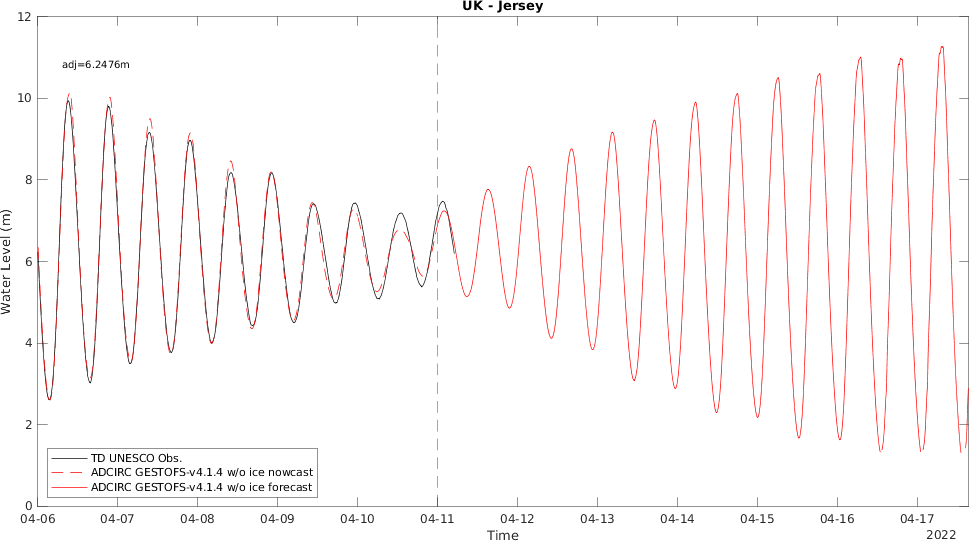 UK - Jersey
12
adj=6.2476m
10
8
6
4
2
0
Water Level (m)
TD UNESCO Obs.
ADCIRC GESTOFS-v4.1.4 w/o ice nowcast
ADCIRC GESTOFS-v4.1.4 w/o ice forecast
04-06 04-07 04-08 04-09 04-10 04-11 04-12 04-13 04-14 04-15 04-16 04-17
Time
2022